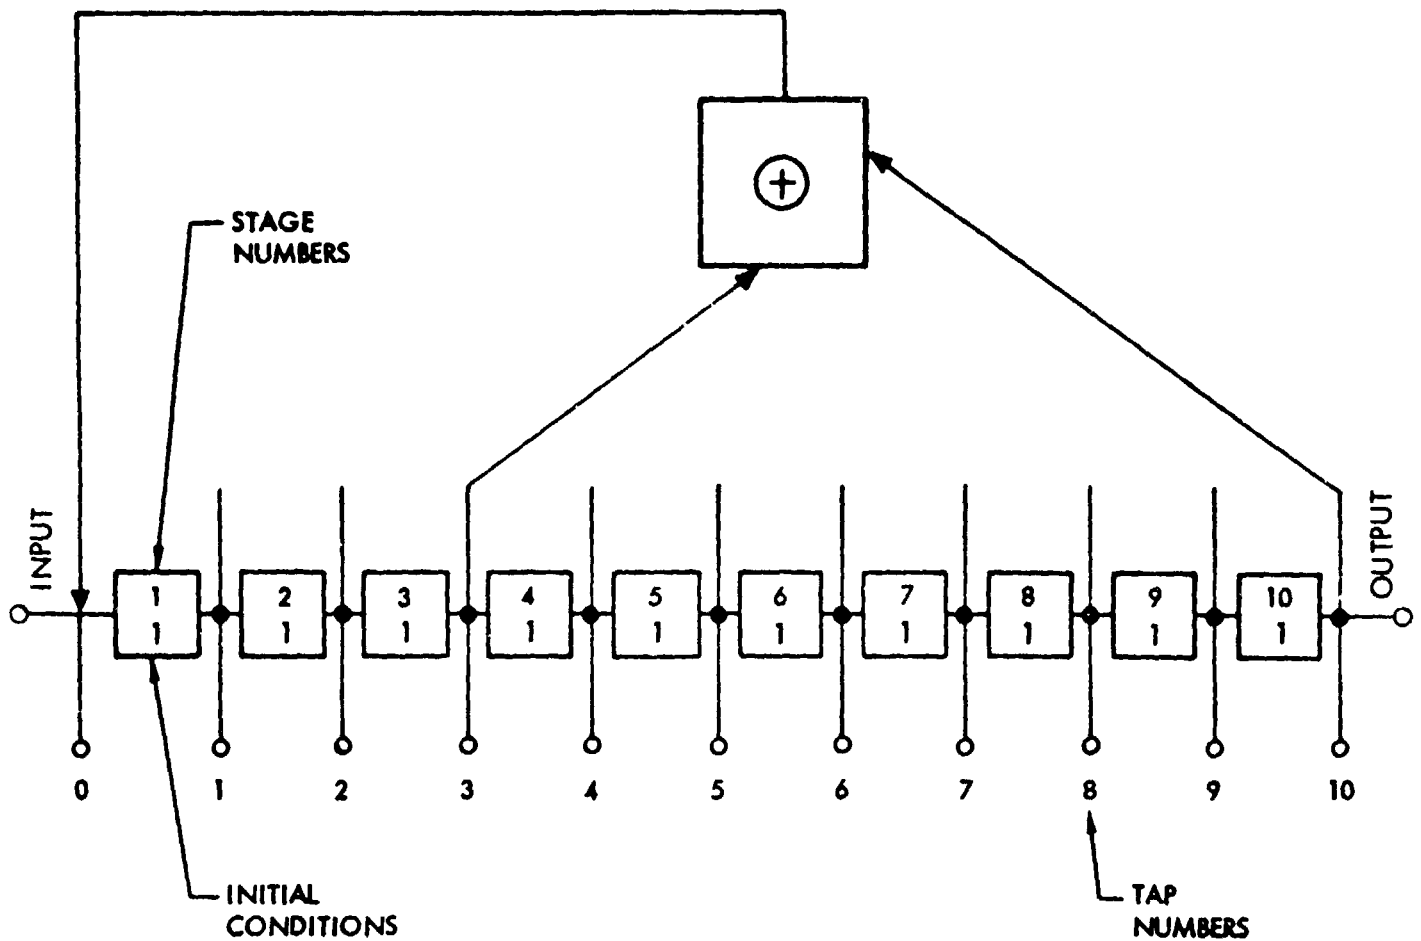 +
STAGE
NUMBERS
INPUT
OUTPUT
1 2 3 4 5 6 7 8 9 10
1 1 1 1 1 1 1 1 1 1
0 1 2 3 4 5 6 7 8 9 10
INITIAL
CONDITIONS
TAP
NUMBERS